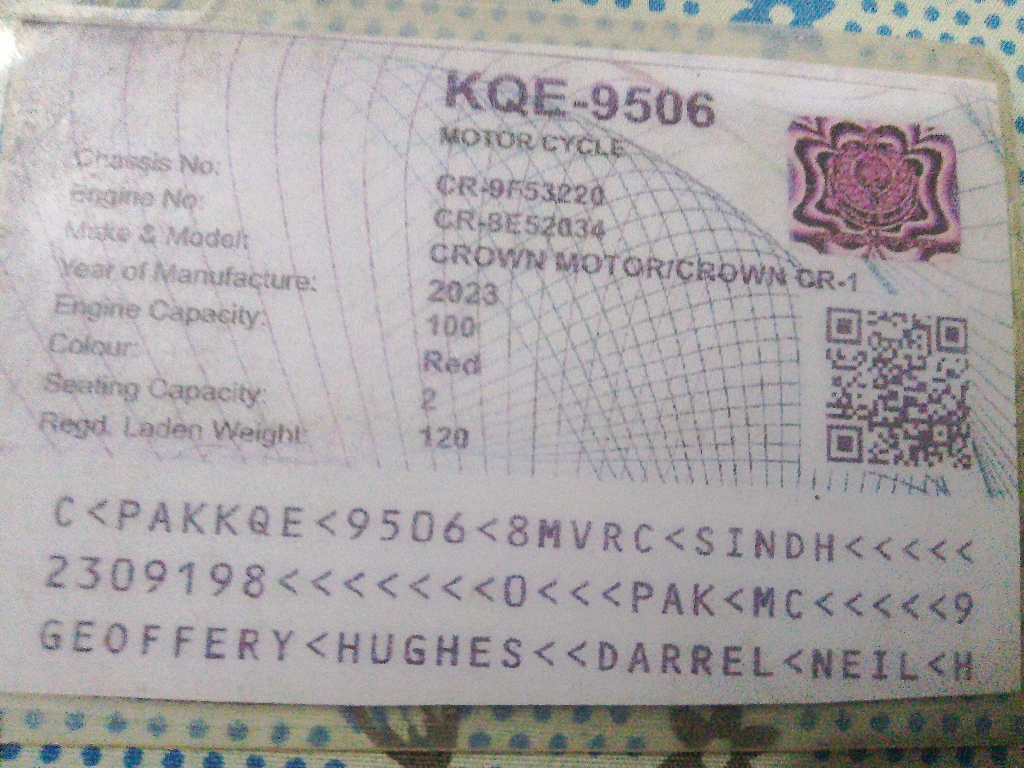 KQE-9506
MOTOR CYCLE
Chassis No: CR-9F53220
Engine No: CR-8E52034
Make & Model: CROWN MOTOR/CROWN CR-1
Year of Manufacture: 2023
Engine Capacity: 100
Colour: Red
Seating Capacity: 2
Regd. Laden Weight: 120
C<PAKKQE<9506<8MVRC<SINDH<<<<<
2309198<<<<<<<0<<<PAK<MC<<<<<9
GEOFFERY<HUGHES<<DARREL<NEIL<H